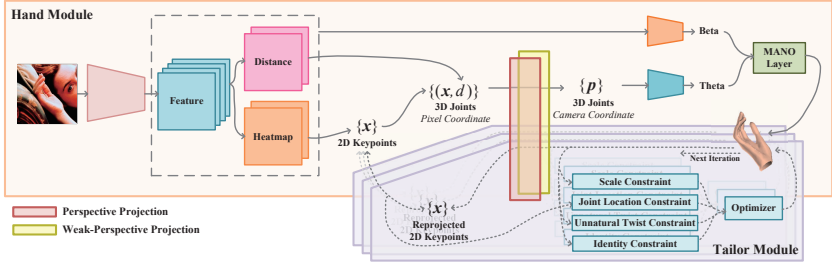 Hand Module
Feature
Distance
Heatmap
{x}
2D Keypoints
{(x,d)}
3D Joints
Pixel Coordinate
{p}
3D Joints
Camera Coordinate
Beta
Theta
MANO
Layer
Next Iteration
{x}
Reprojected
2D Keypoints
Scale Constraint
Joint Location Constraint
Unnatural Twist Constraint
Identity Constraint
Optimizer
Tailor Module
Perspective Projection
Weak-Perspective Projection